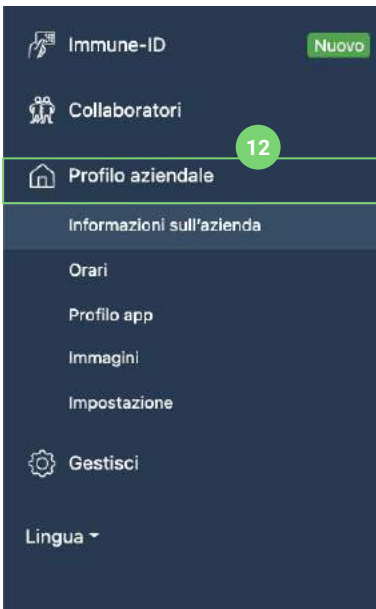 Immune-ID Nuovo
Collaboratori
12
Profilo aziendale
Informazioni sull'azienda
Orari
Profilo app
Immagini
Impostazione
Gestisci
Lingua